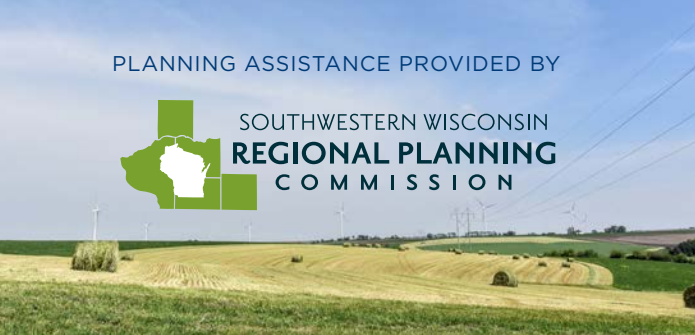 PLANNING ASSISTANCE PROVIDED BY
SOUTHWESTERN WISCONSIN
REGIONAL PLANNING
COMMISSION